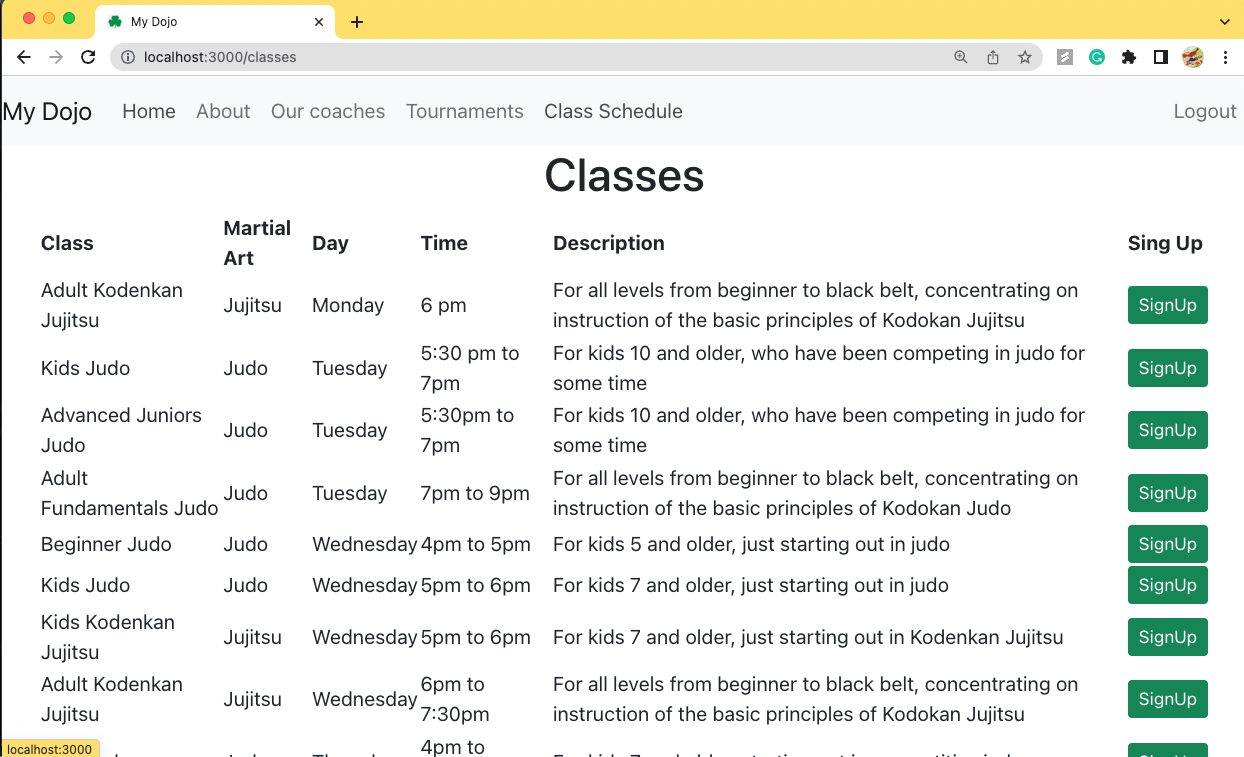 My Dojo
localhost:3000/classes
My Dojo Home About Our coaches Tournaments Class Schedule Logout
Classes
Class Martial Art Day Time Description Sing Up
Adult Kodenkan Jujitsu Jujitsu Monday 6 pm For all levels from beginner to black belt, concentrating on instruction of the basic principles of Kodokan Jujitsu SignUp
Kids Judo Judo Tuesday 5:30 pm to 7pm For kids 10 and older, who have been competing in judo for some time SignUp
Advanced Juniors Judo Judo Tuesday 5:30pm to 7pm For kids 10 and older, who have been competing in judo for some time SignUp
Adult Fundamentals Judo Judo Tuesday 7pm to 9pm For all levels from beginner to black belt, concentrating on instruction of the basic principles of Kodokan Judo SignUp
Beginner Judo Judo Wednesday 4pm to 5pm For kids 5 and older, just starting out in judo SignUp
Kids Judo Judo Wednesday 5pm to 6pm For kids 7 and older, just starting out in judo SignUp
Kids Kodenkan Jujitsu Jujitsu Wednesday 5pm to 6pm For kids 7 and older, just starting out in Kodenkan Jujitsu SignUp
Adult Kodenkan Jujitsu Jujitsu Wednesday 6pm to 7:30pm For all levels from beginner to black belt, concentrating on instruction of the basic principles of Kodokan Jujitsu SignUp
4pm to
localhost:3000